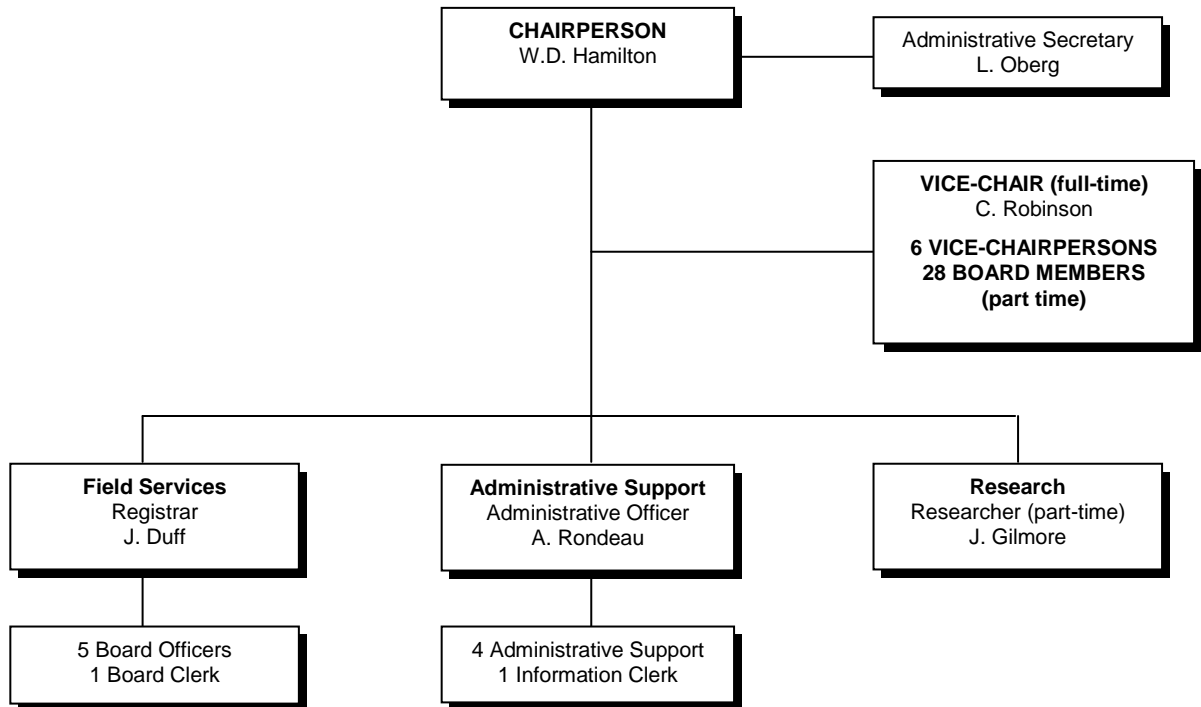 CHAIRPERSON
W.D. Hamilton
Administrative Secretary
L. Oberg
VICE-CHAIR (full-time)
C. Robinson
6 VICE-CHAIRPERSONS
28 BOARD MEMBERS
(part time)
Field Services
Registrar
J. Duff
Administrative Support
Administrative Officer
A. Rondeau
Research
Researcher (part-time)
J. Gilmore
5 Board Officers
1 Board Clerk
4 Administrative Support
1 Information Clerk